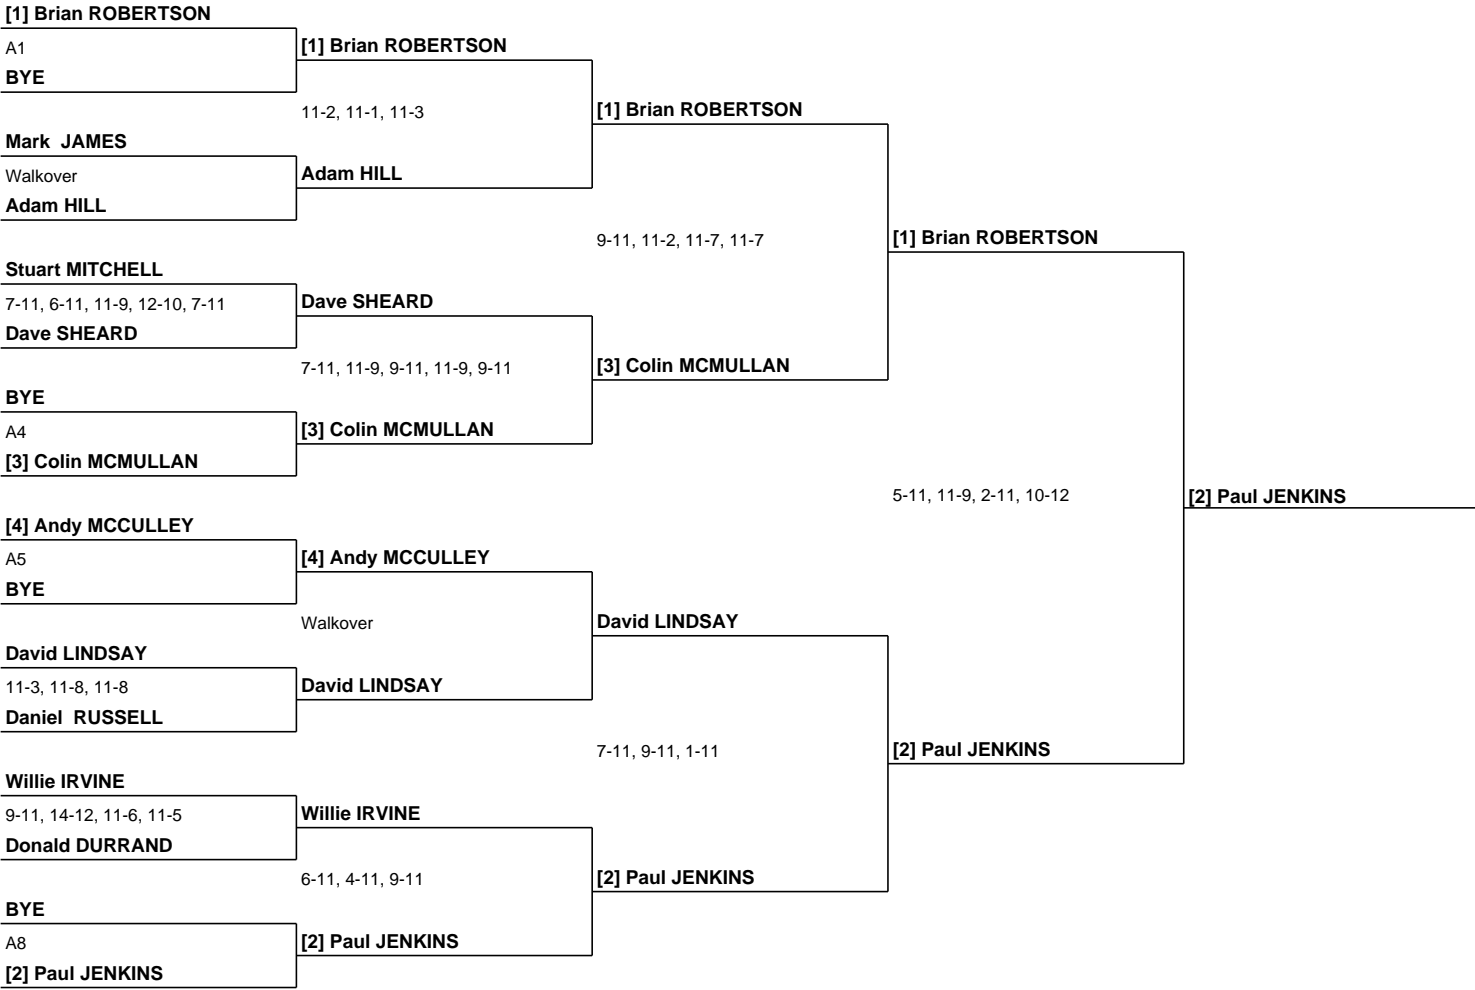 [1] Brian ROBERTSON
A1
BYE
Mark  JAMES
Walkover
Adam HILL
Stuart MITCHELL
7-11, 6-11, 11-9, 12-10, 7-11
Dave SHEARD
BYE
A4
[3] Colin MCMULLAN
[4] Andy MCCULLEY
A5
BYE
David LINDSAY
11-3, 11-8, 11-8
Daniel  RUSSELL
Willie IRVINE
9-11, 14-12, 11-6, 11-5
Donald DURRAND
BYE
A8
[2] Paul JENKINS
[1] Brian ROBERTSON
11-2, 11-1, 11-3
Adam HILL
Dave SHEARD
7-11, 11-9, 9-11, 11-9, 9-11
[3] Colin MCMULLAN
[4] Andy MCCULLEY
Walkover
David LINDSAY
Willie IRVINE
6-11, 4-11, 9-11
[2] Paul JENKINS
[1] Brian ROBERTSON
9-11, 11-2, 11-7, 11-7
[3] Colin MCMULLAN
David LINDSAY
7-11, 9-11, 1-11
[2] Paul JENKINS
[1] Brian ROBERTSON
5-11, 11-9, 2-11, 10-12
[2] Paul JENKINS
[2] Paul JENKINS